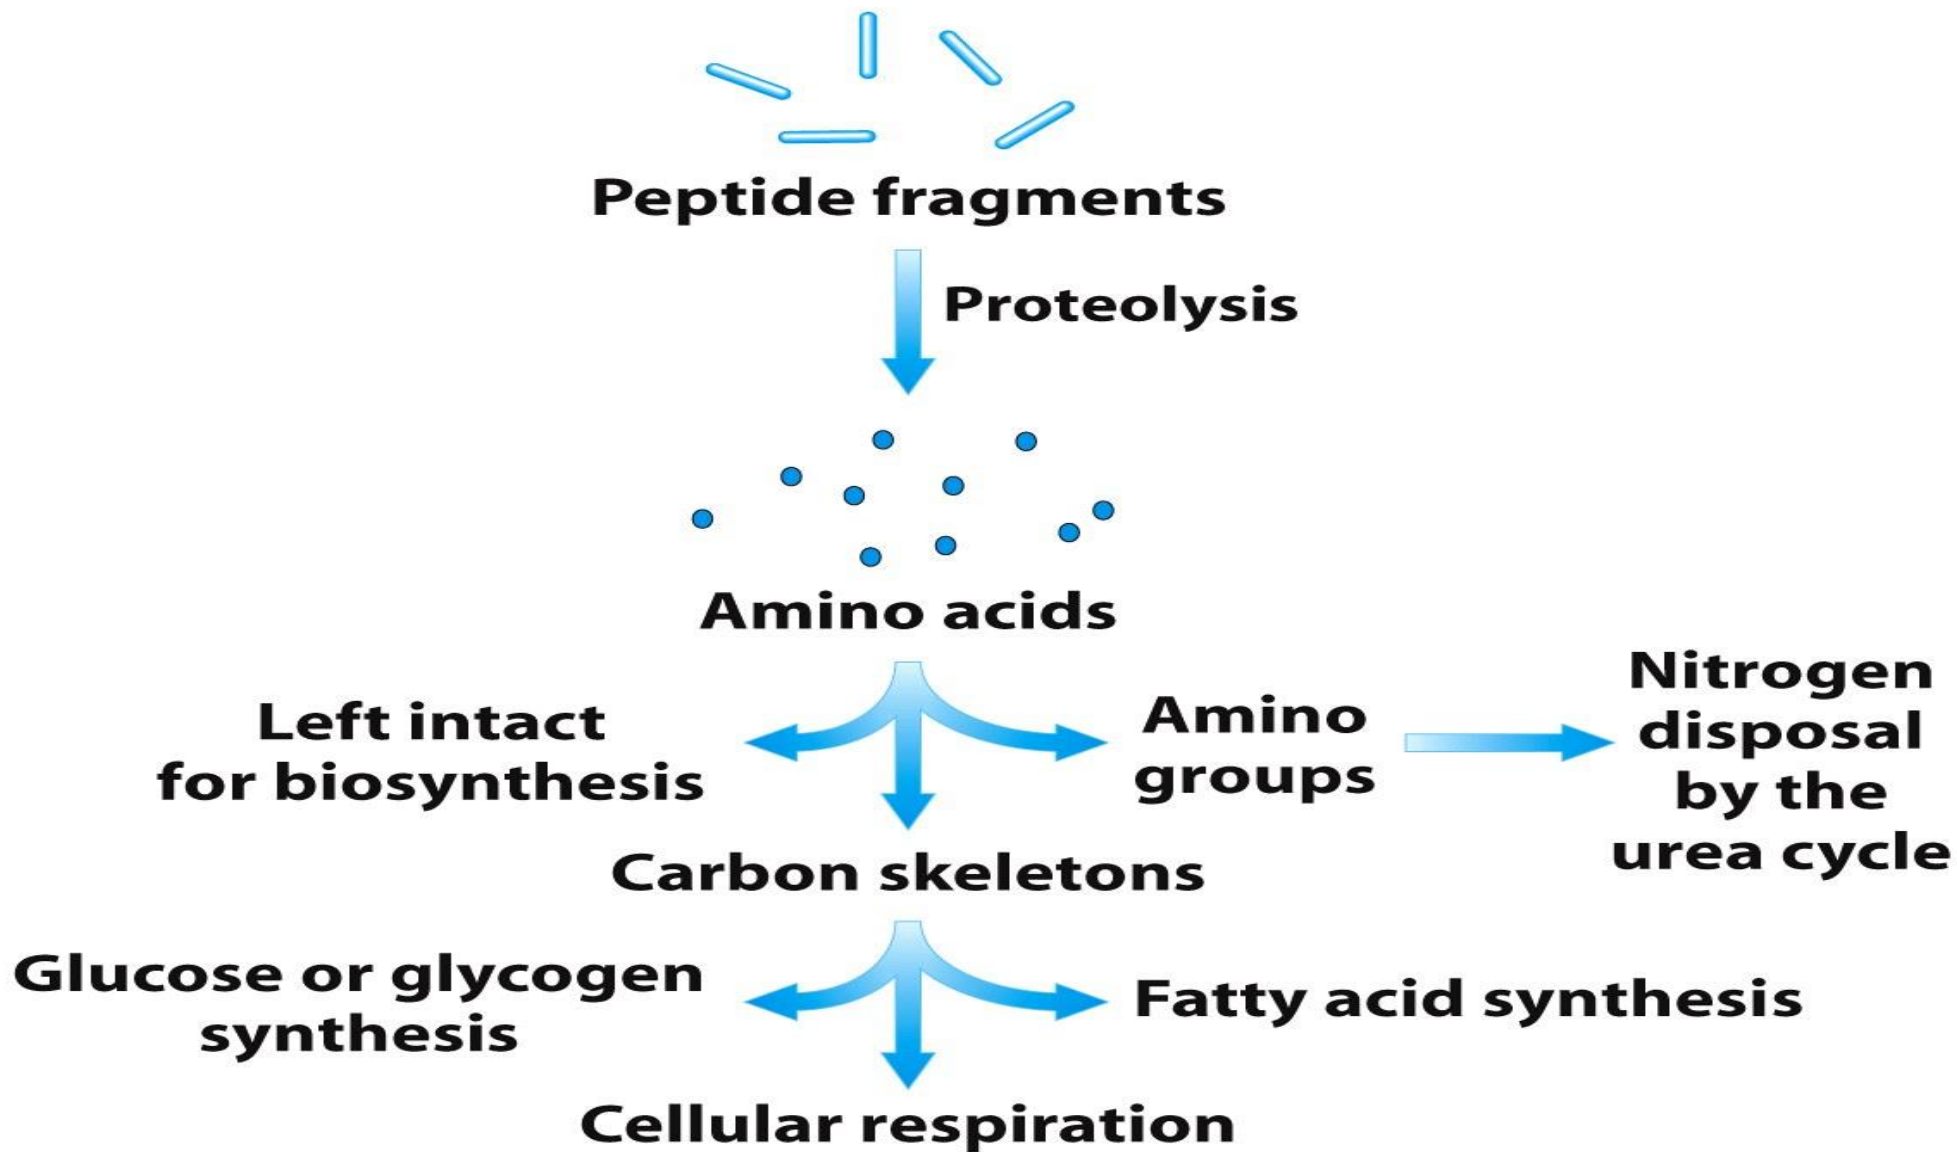 Peptide fragments
Proteolysis
Amino acids
Left intact
for biosynthesis
Amino
groups
Nitrogen
disposal
by the
urea cycle
Carbon skeletons
Glucose or glycogen
synthesis
Fatty acid synthesis
Cellular respiration